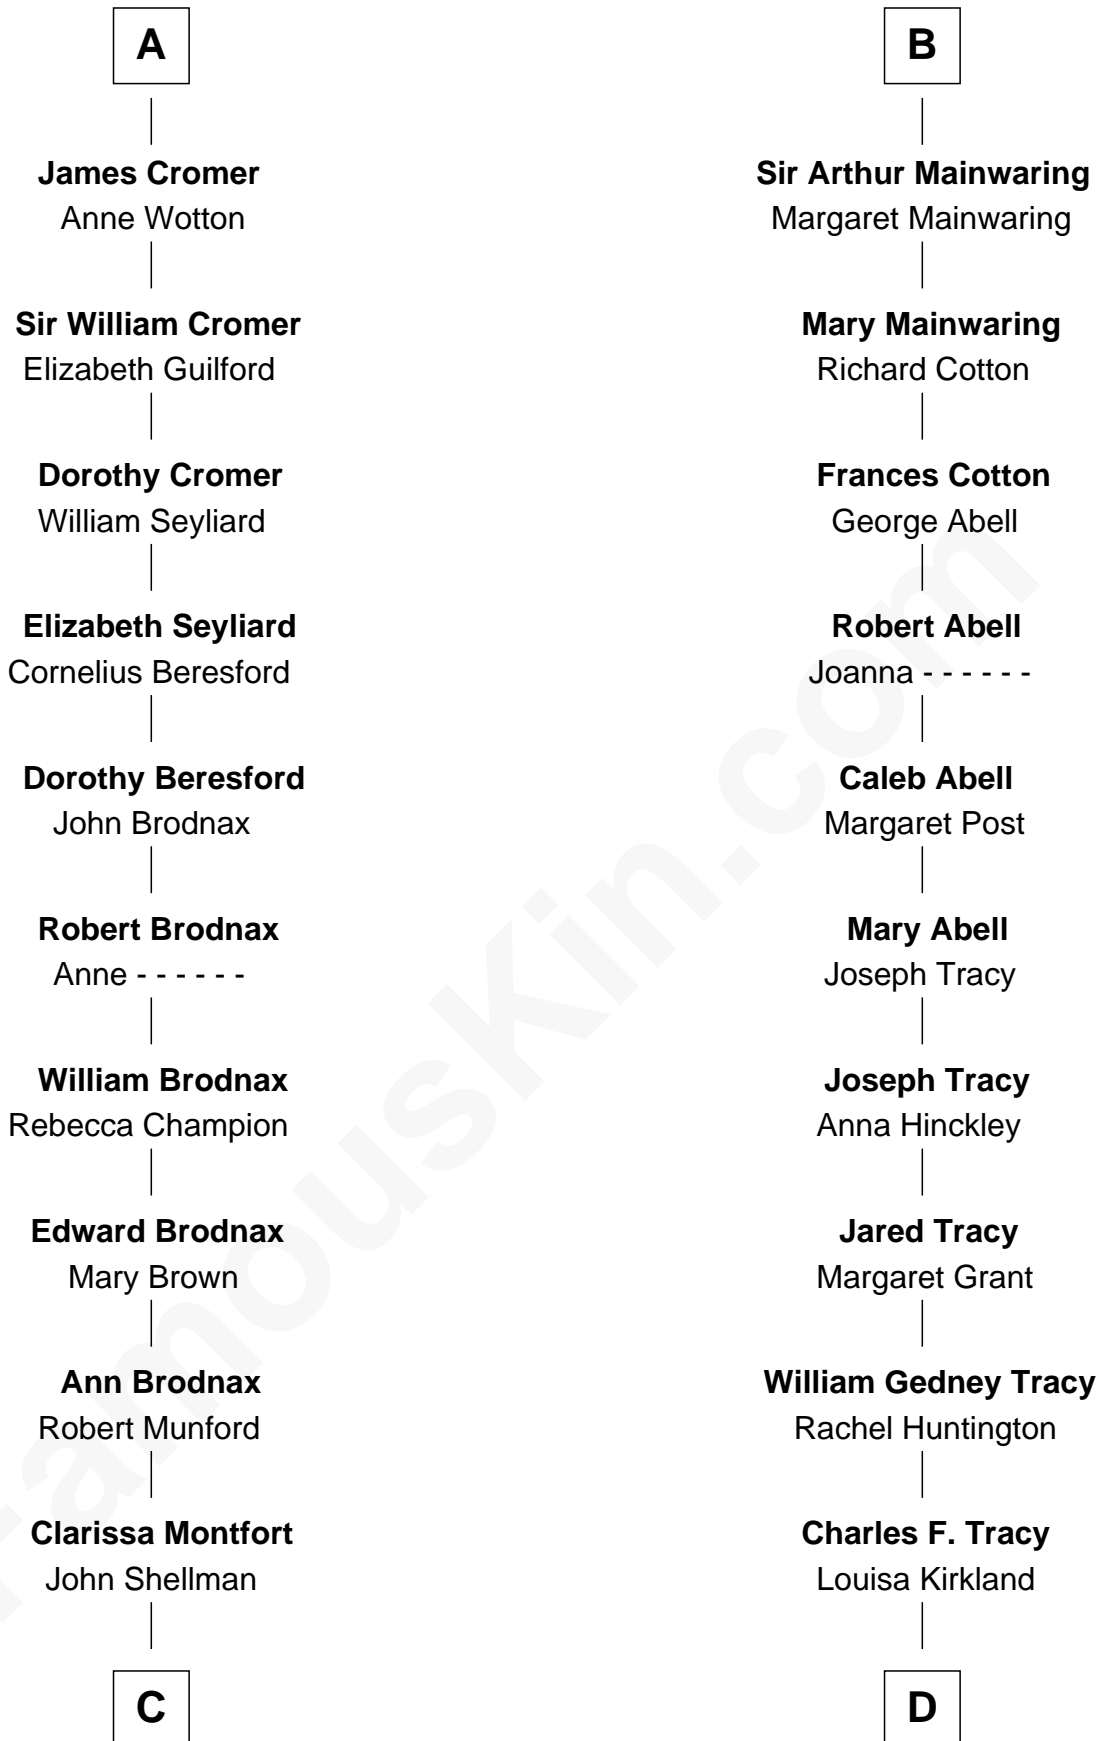 A
James Cromer
Anne Wotton
Sir William Cromer
Elizabeth Guilford
Dorothy Cromer
William Seyliard
Elizabeth Seyliard
Cornelius Beresford
Dorothy Beresford
John Brodnax
Robert Brodnax
Anne - - - - - -
William Brodnax
Rebecca Champion
Edward Brodnax
Mary Brown
Ann Brodnax
Robert Munford
Clarissa Montfort
John Shellman
C
B
Sir Arthur Mainwaring
Margaret Mainwaring
Mary Mainwaring
Richard Cotton
Frances Cotton
George Abell
Robert Abell
Joanna - - - - - -
Caleb Abell
Margaret Post
Mary Abell
Joseph Tracy
Joseph Tracy
Anna Hinckley
Jared Tracy
Margaret Grant
William Gedney Tracy
Rachel Huntington
Charles F. Tracy
Louisa Kirkland
D
FamousKin.com